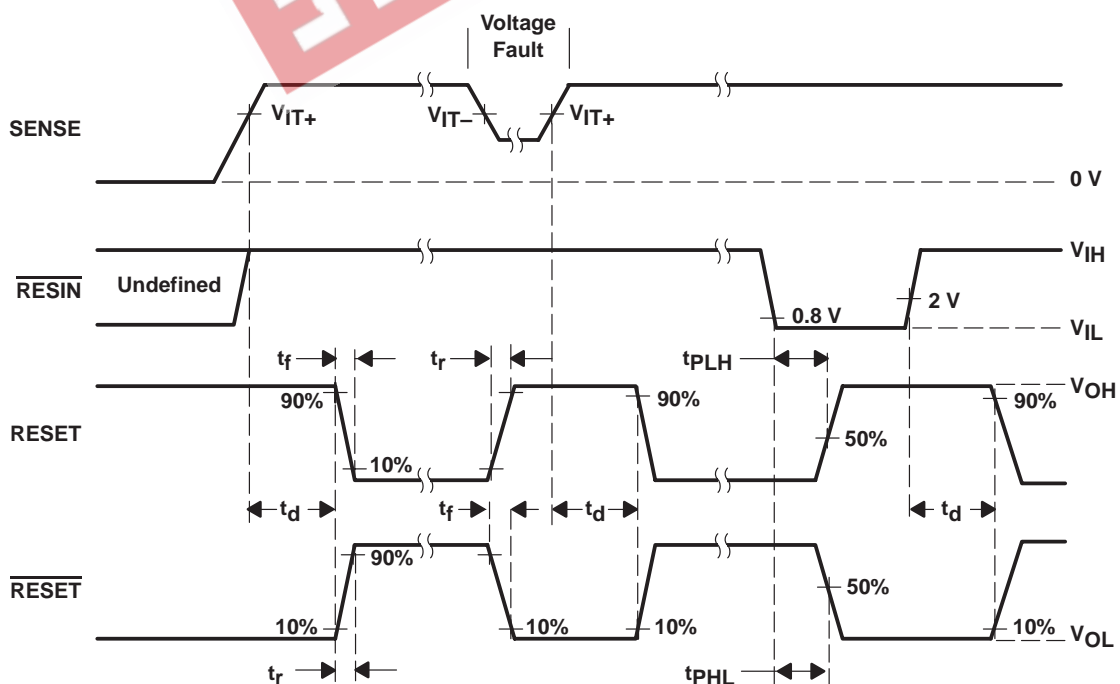 Voltage
Fault
SENSE
VIT+
VIT–
VIT+
0 V
RESIN
Undefined
VIH
0.8 V
2 V
VIL
tf
tr
tPLH
RESET
90%
10%
90%
50%
VOH
90%
td
tf
td
td
RESET
90%
10%
10%
10%
50%
10%
VOL
tr
tPHL